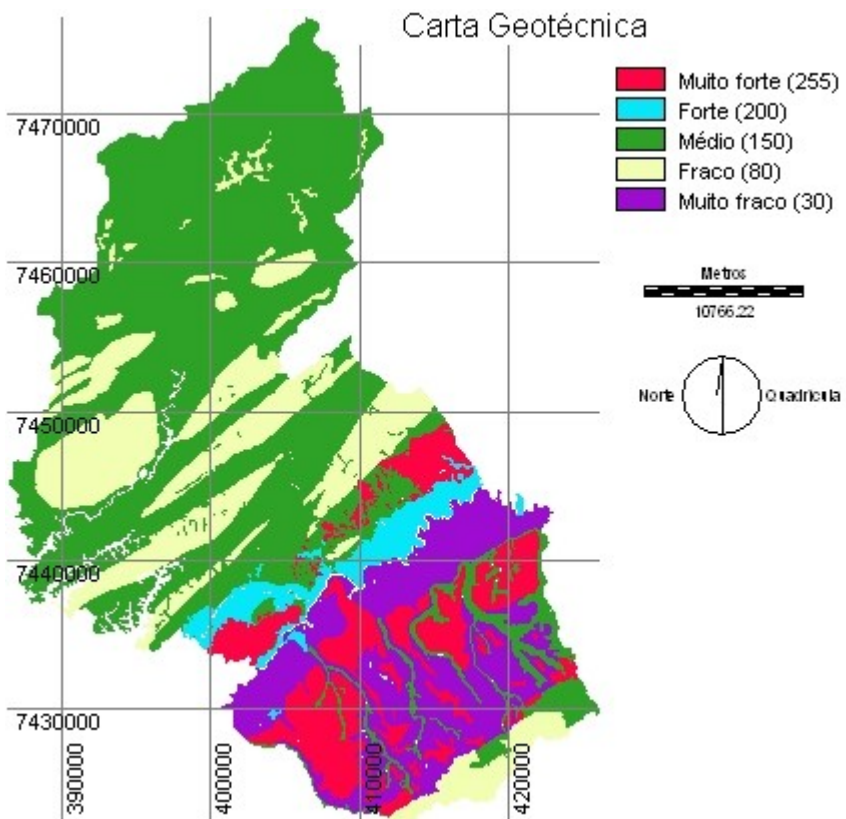 Carta Geotécnica
Muito forte (255)
Forte (200)
Médio (150)
Fraco (80)
Muito fraco (30)
Metros
10766.22
Norte Quadrícula
7470000
7460000
7450000
7440000
7430000
390000
400000
410000
420000